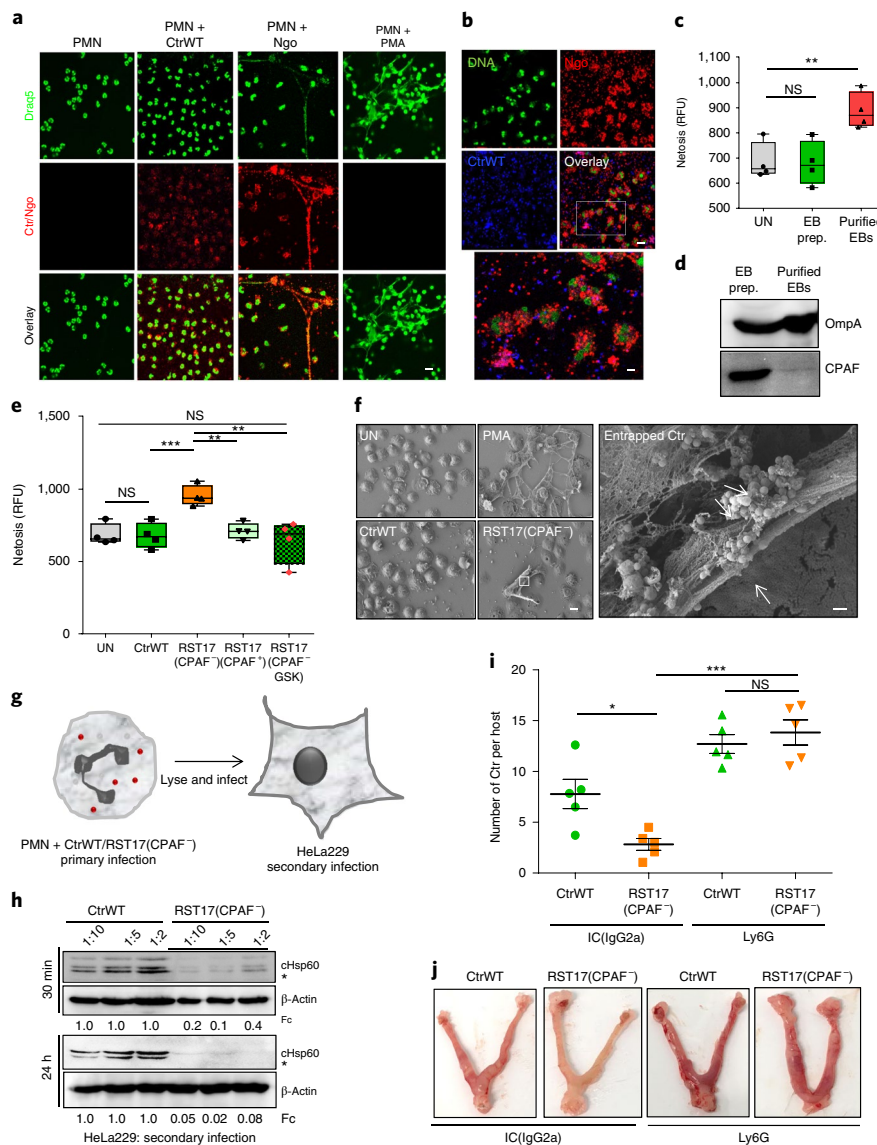 a
PMN
PMN +
CtrWT
PMN +
Ngo
PMN +
PMA
Draq5
Ctr/Ngo
Overlay
b
DNA
Ngo
CtrWT
Overlay
c
Netosis (RFU)
1,100
1,000
900
800
700
600
500
**
NS
UN
EB
prep.
Purified
EBs
d
EB
prep.
Purified
EBs
OmpA
CPAF
e
Netosis (RFU)
1,500
1,000
500
0
NS
**
***
**
NS
UN
CtrWT
RST17
(CPAF⁻)
RST17
(CPAF⁺)
RST17
(CPAF⁻
GSK)
f
UN
PMA
CtrWT
RST17(CPAF⁻)
Entrapped Ctr
g
Lyse and infect
PMN + CtrWT/RST17(CPAF⁻)
primary infection
HeLa229
secondary infection
h
CtrWT
RST17(CPAF⁻)
1:10 1:5 1:2 1:10 1:5 1:2
30 min
cHsp60
*
β-Actin
1.0 1.0 1.0 0.2 0.1 0.4 Fc
24 h
cHsp60
*
β-Actin
1.0 1.0 1.0 0.05 0.02 0.08 Fc
HeLa229: secondary infection
i
Number of Ctr per host
20
15
10
5
0
***
*
NS
CtrWT
RST17
(CPAF⁻)
CtrWT
RST17
(CPAF⁻)
IC(IgG2a)
Ly6G
j
CtrWT
RST17(CPAF⁻)
CtrWT
RST17(CPAF⁻)
IC(IgG2a)
Ly6G